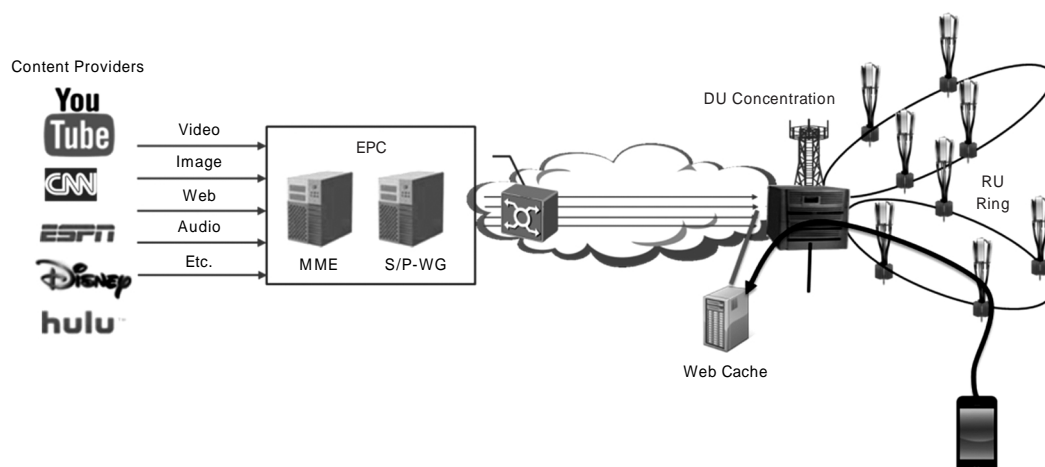 Content Providers
You
Tube
CNN
ESPN
Disney
hulu
Video
Image
Web
Audio
Etc.
EPC
MME
S/P-WG
DU Concentration
RU
Ring
Web Cache